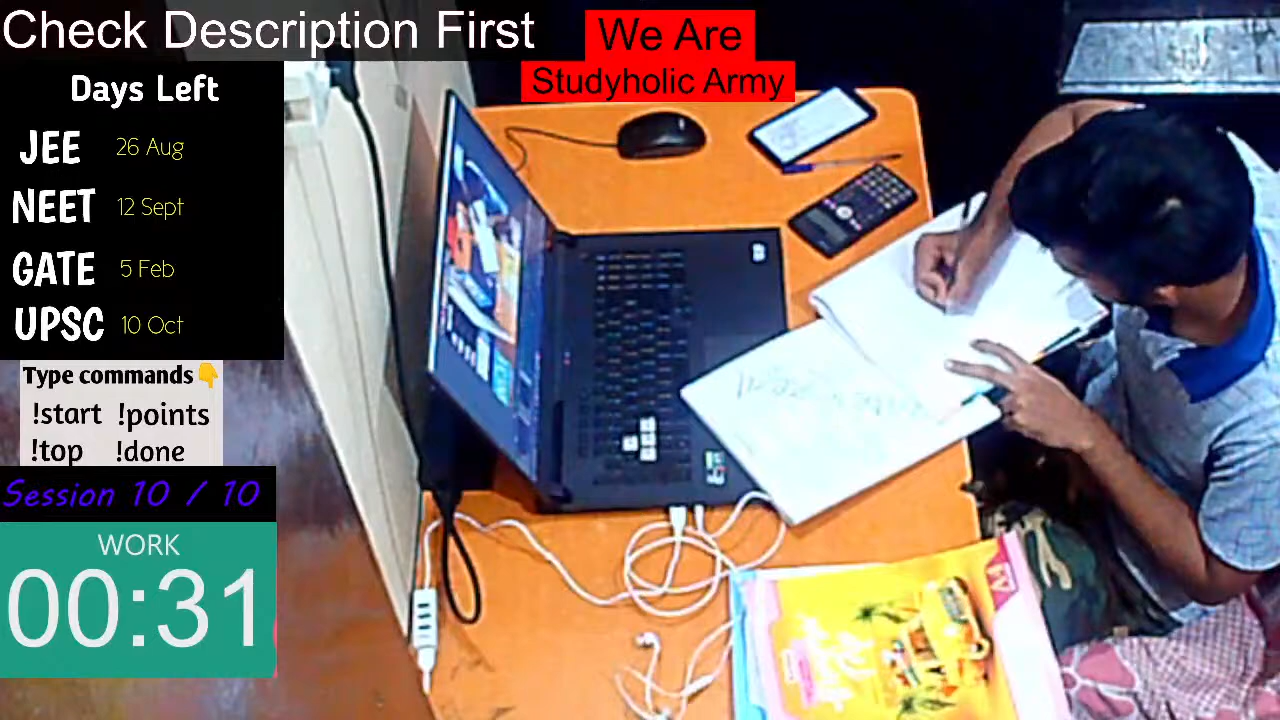 Check Description First
We Are
Studyholic Army
Days Left
JEE 26 Aug
NEET 12 Sept
GATE 5 Feb
UPSC 10 Oct
Type commands👇
!start !points
!top !done
Session 10 / 10
WORK
00:31